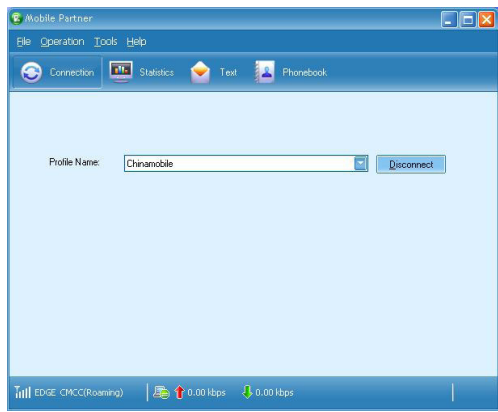 Mobile Partner
File Operation Tools Help
Connection Statistics Text Phonebook
Profile Name: Chinamobile Disconnect
EDGE CMCC(Roaming) 0.00 kbps 0.00 kbps